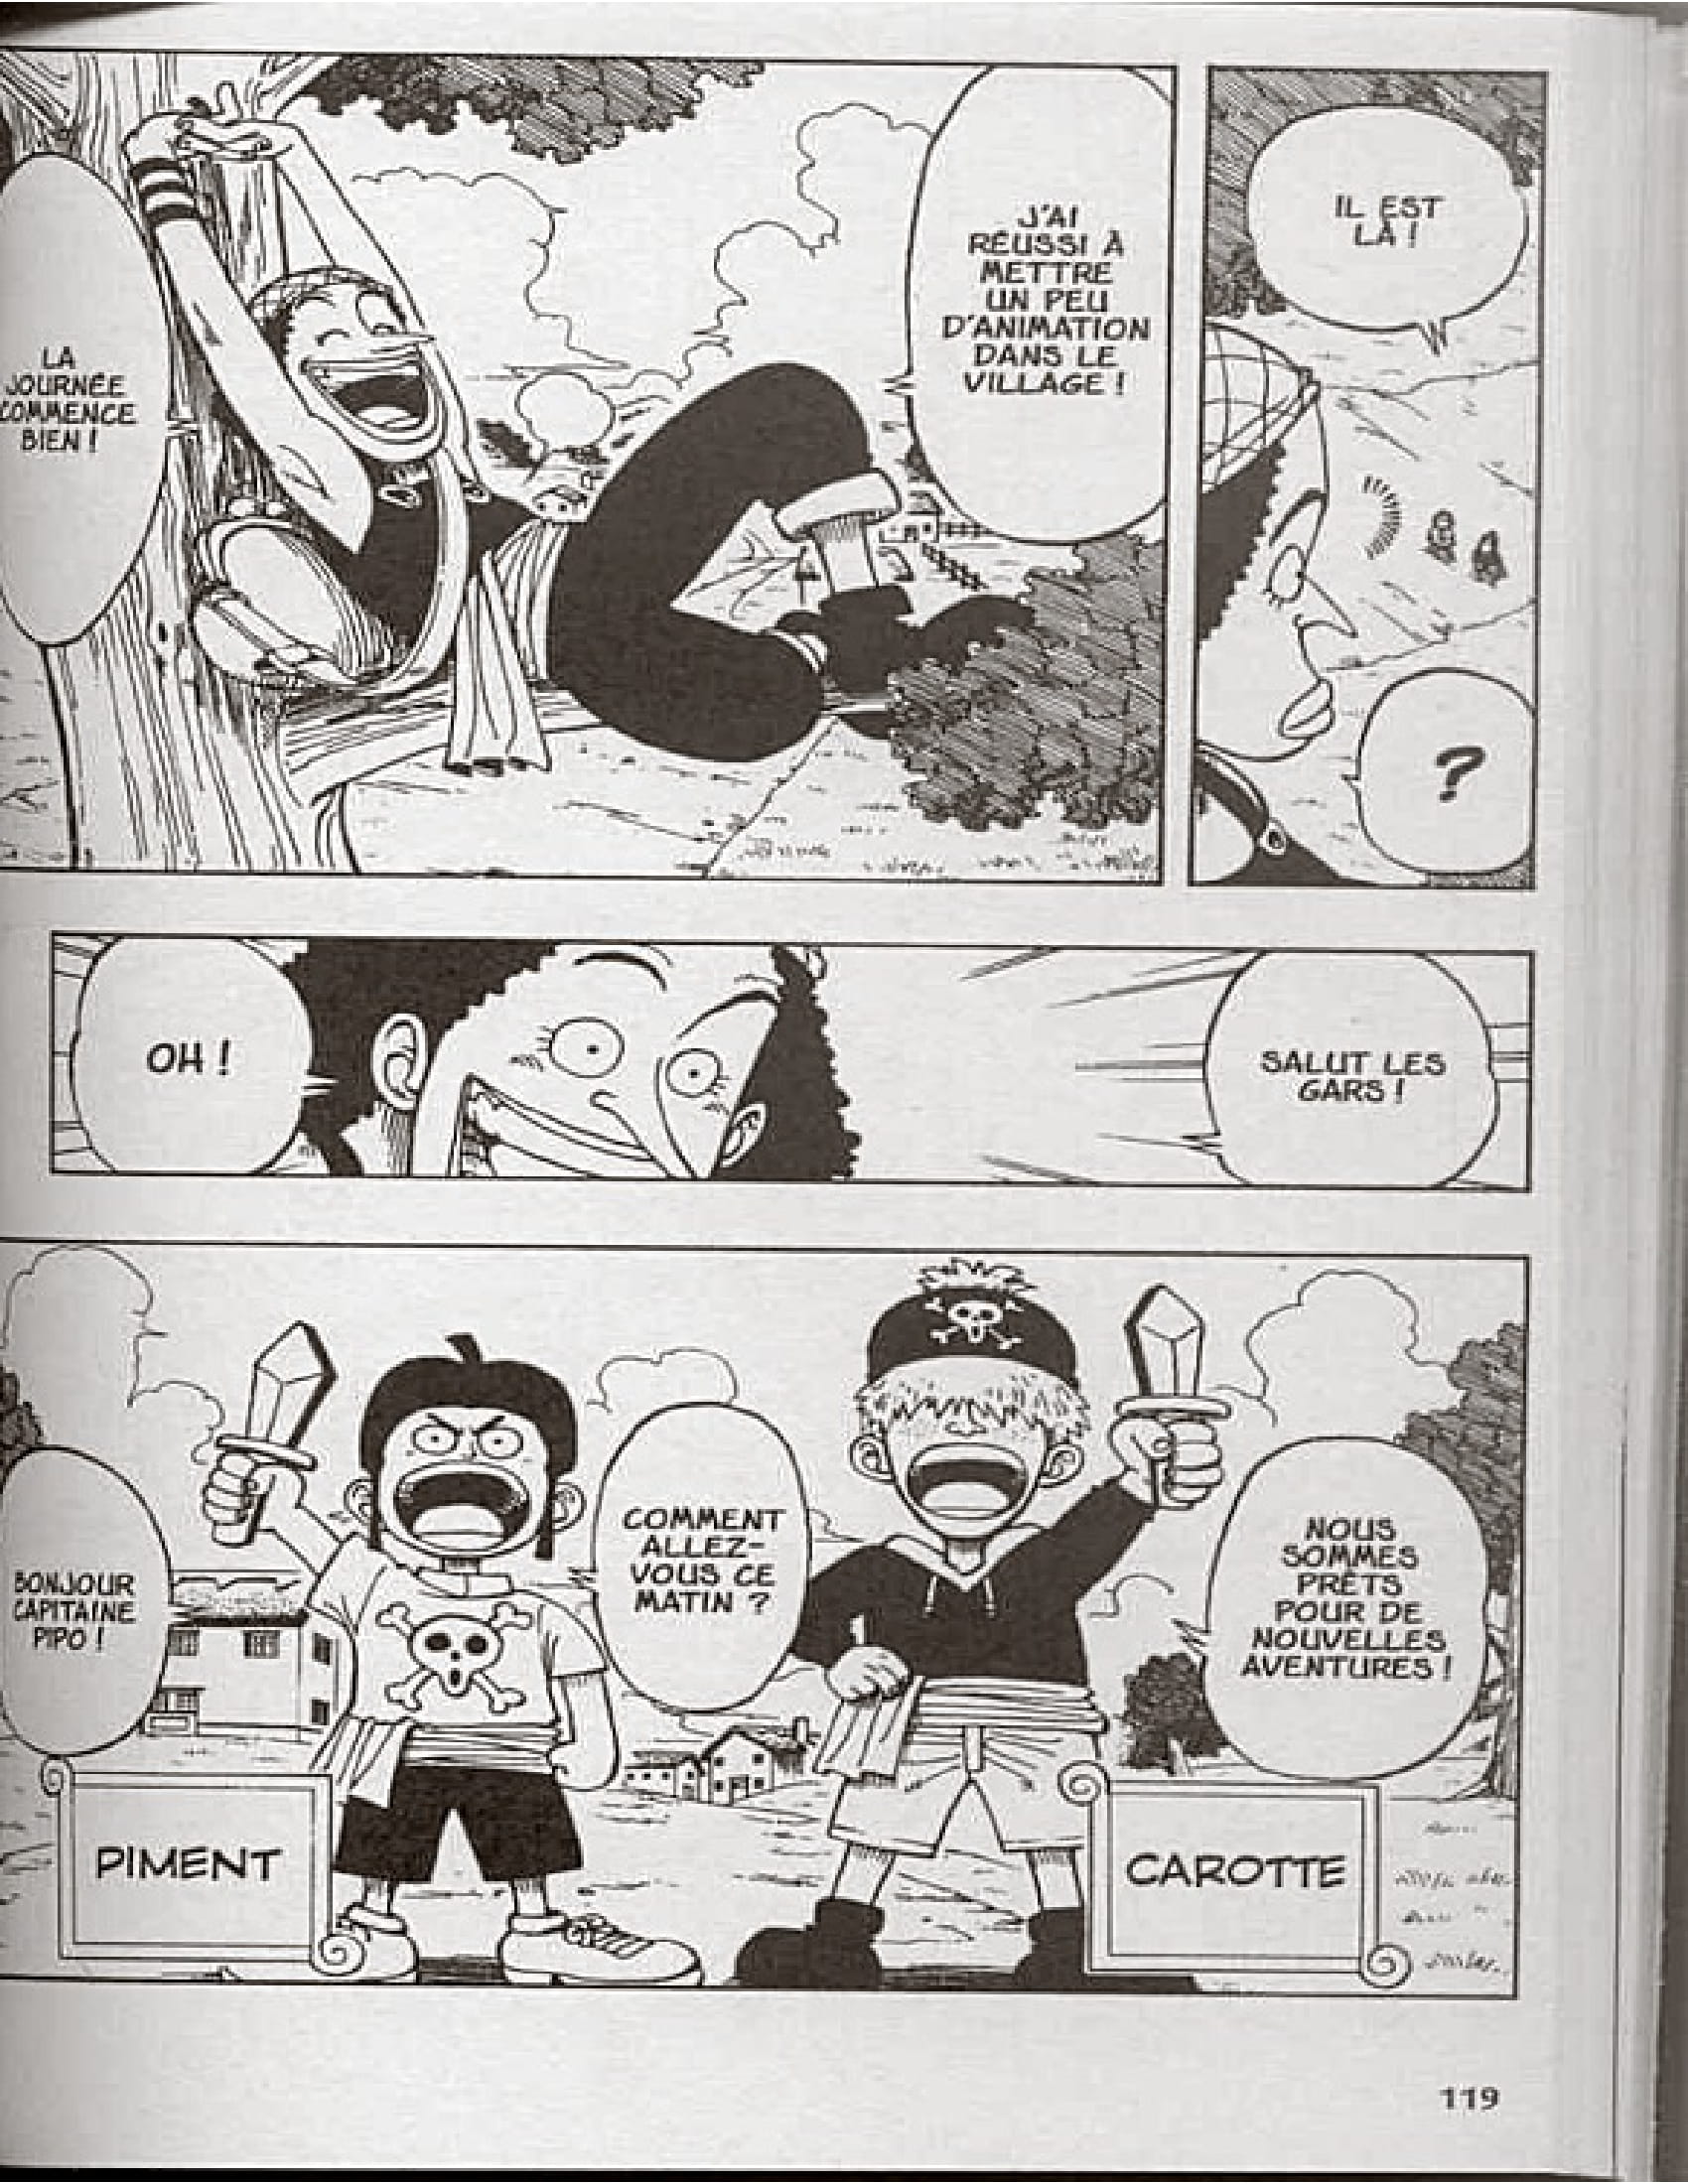 LA
JOURNÉE
COMMENCE
BIEN !
J'AI
RÉUSSI À
METTRE
UN PEU
D'ANIMATION
DANS LE
VILLAGE !
IL EST
LÀ !
?
OH !
SALUT LES
GARS !
BONJOUR
CAPITAINE
PIPO !
COMMENT
ALLEZ-
VOUS CE
MATIN ?
NOUS
SOMMES
PRÊTS
POUR DE
NOUVELLES
AVENTURES !
PIMENT
CAROTTE
119